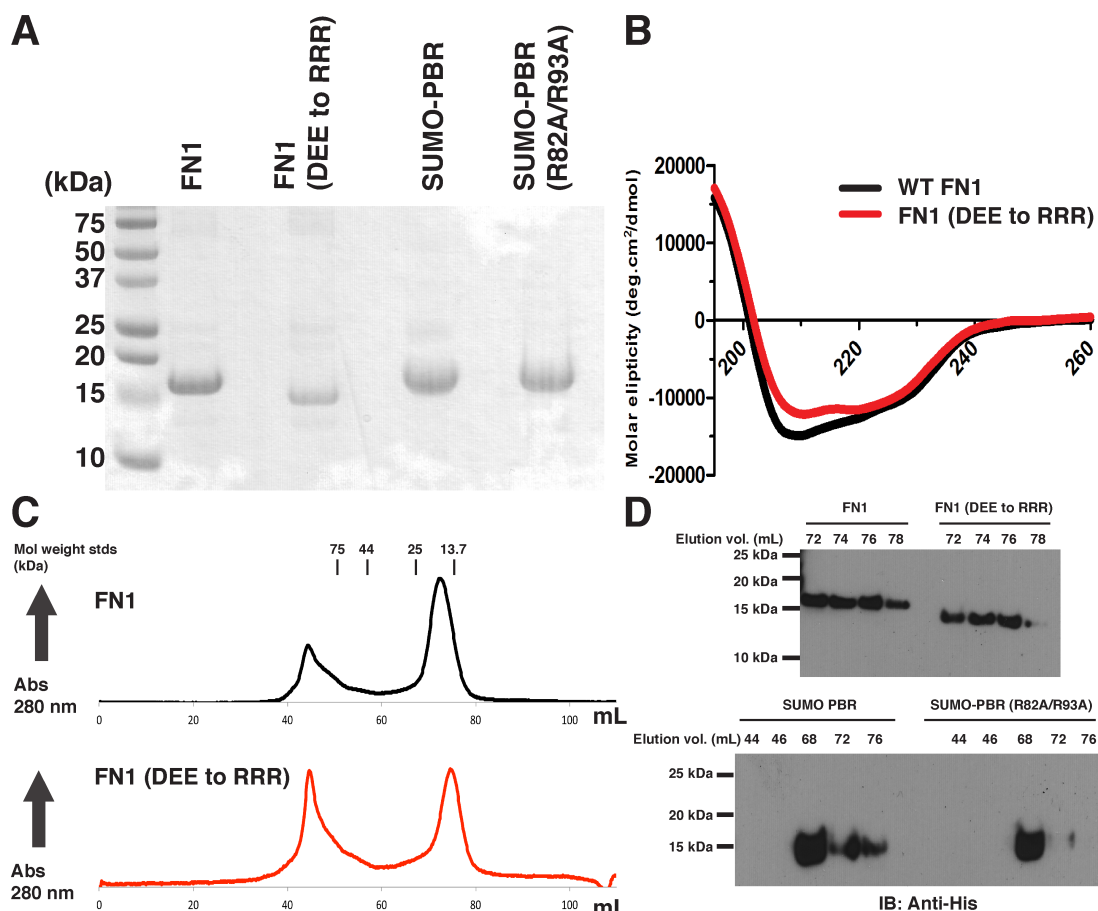 A
(kDa)
FN1
FN1
(DEE to RRR)
SUMO-PBR
SUMO-PBR
(R82A/R93A)
75
50
37
25
20
15
10
B
Molar elipticity (deg.cm2/dmol)
20000
10000
0
-10000
-20000
200
220
240
260
WT FN1
FN1 (DEE to RRR)
C
Mol weight stds
(kDa)
75 44 25 13.7
FN1
Abs
280 nm
0 20 40 60 80 100 mL
FN1 (DEE to RRR)
Abs
280 nm
0 20 40 60 80 100 mL
D
FN1 FN1 (DEE to RRR)
Elution vol. (mL) 72 74 76 78 72 74 76 78
25 kDa
20 kDa
15 kDa
10 kDa
SUMO PBR SUMO-PBR (R82A/R93A)
Elution vol. (mL) 44 46 68 72 76 44 46 68 72 76
25 kDa
20 kDa
15 kDa
IB: Anti-His